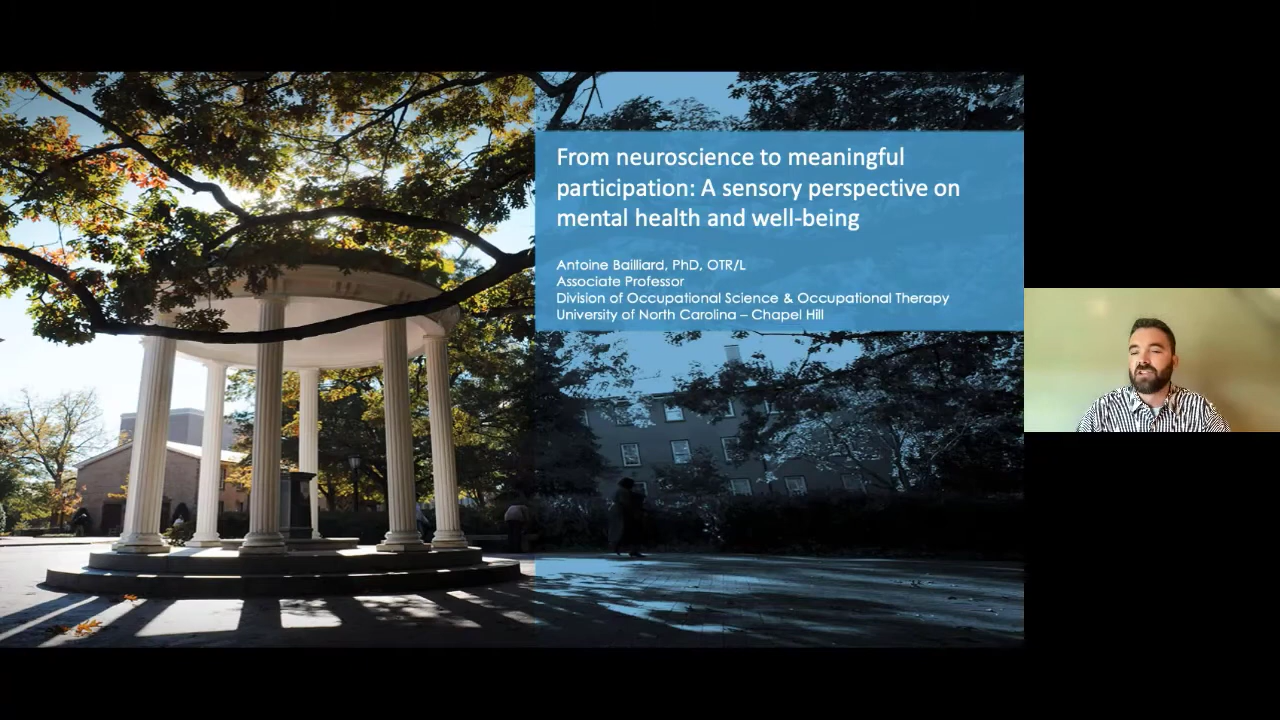 From neuroscience to meaningful
participation: A sensory perspective on
mental health and well-being
Antoine Bailliard, PhD, OTR/L
Associate Professor
Division of Occupational Science & Occupational Therapy
University of North Carolina – Chapel Hill